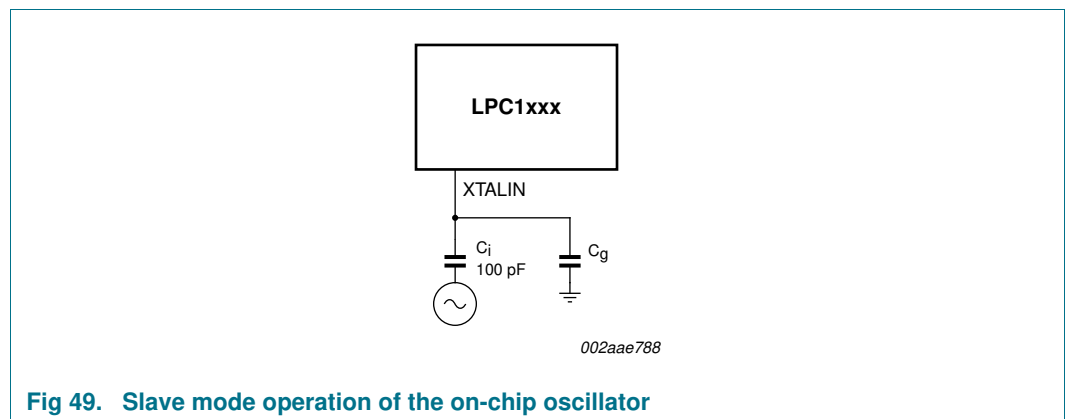 LPC1xxx
XTALIN
Ci
100 pF
Cg
002aae788
Fig 49. Slave mode operation of the on-chip oscillator